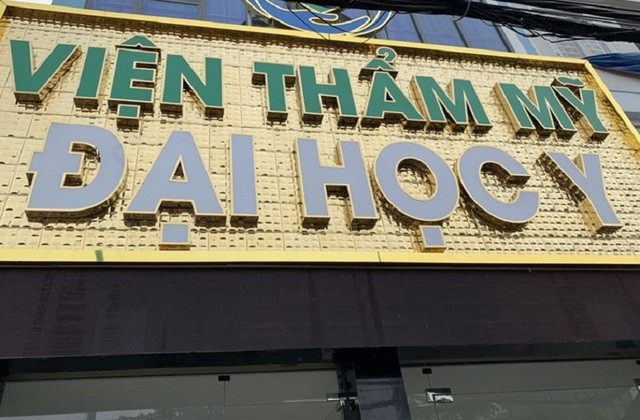 VIỆN THẨM MỸ
ĐẠI HỌC Y